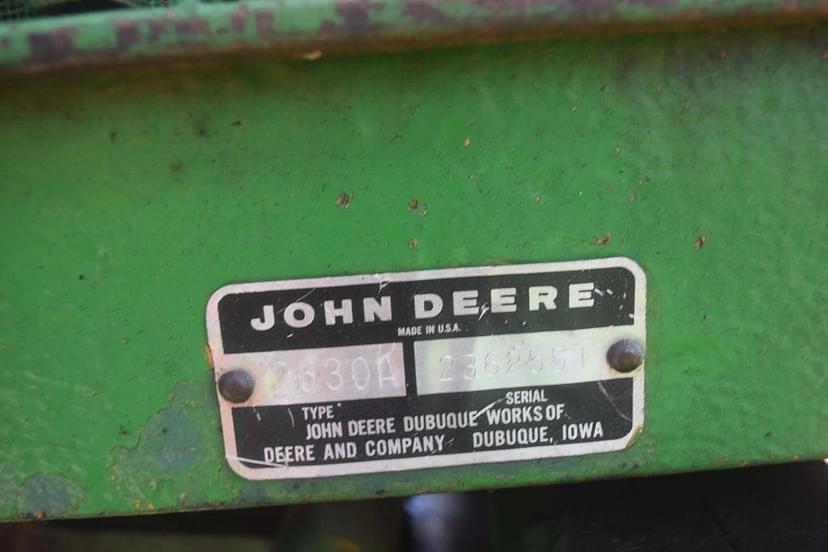 JOHN DEERE
MADE IN U.S.A.
2630A
TYPE SERIAL
JOHN DEERE DUBUQUE WORKS OF
DEERE AND COMPANY DUBUQUE, IOWA